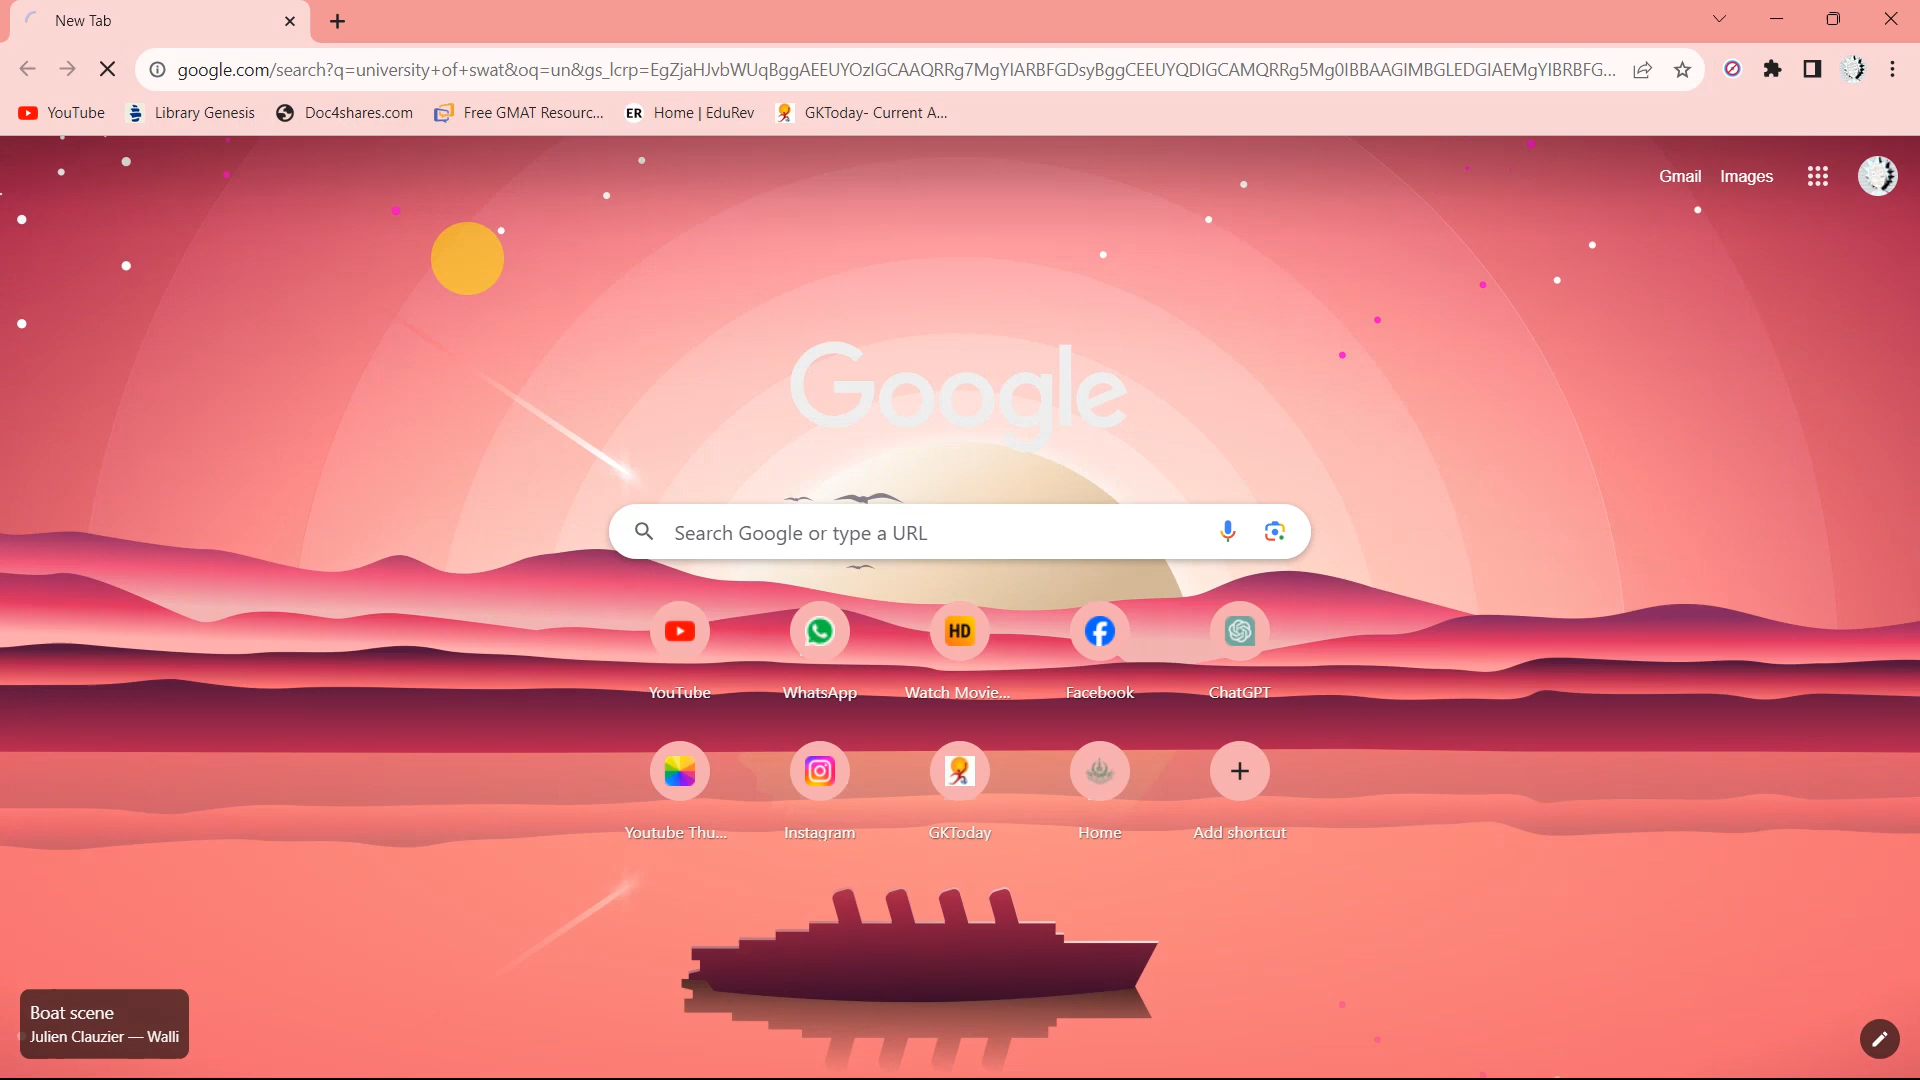 New Tab
google.com/search?q=university+of+swat&oq=un&gs_lcrp=EgZjaHJvbWUqBggAEEUYOzIGCAAQRRg7MgYIARBFGDsyBggCEEUYQDIGCAMQRRg5Mg0IBBAAGIMBGLEDGIAEMgYIBRBFG...
YouTube Library Genesis Doc4shares.com Free GMAT Resourc... ER Home | EduRev GKToday- Current A...
Gmail Images
Google
Search Google or type a URL
HD
YouTube WhatsApp Watch Movie... Facebook ChatGPT
Youtube Thu... Instagram GKToday Home Add shortcut
Boat scene
Julien Clauzier — Walli